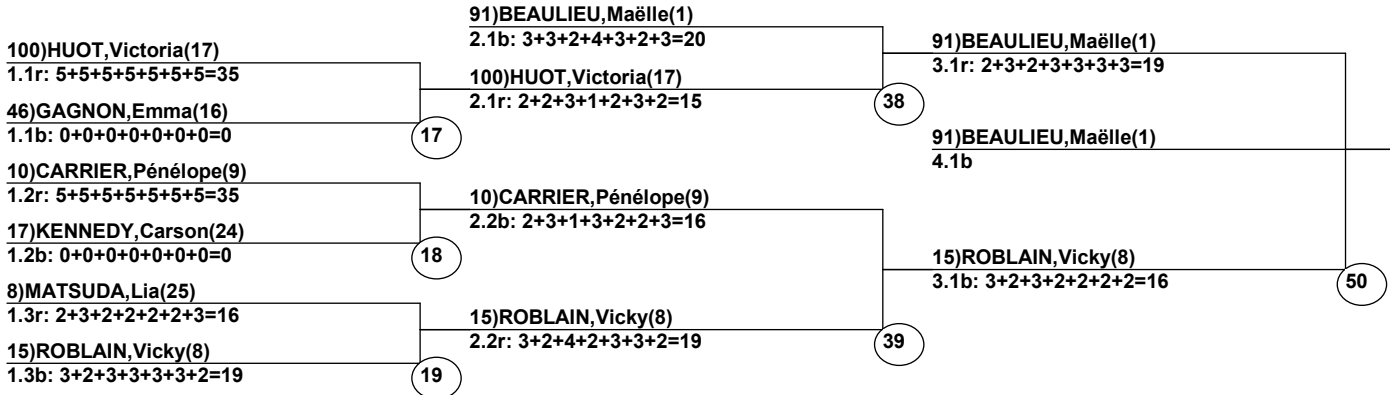 100)HUOT,Victoria(17)
1.1r: 5+5+5+5+5+5+5=35
46)GAGNON,Emma(16)
1.1b: 0+0+0+0+0+0+0=0
17
10)CARRIER,Pénélope(9)
1.2r: 5+5+5+5+5+5+5=35
17)KENNEDY,Carson(24)
1.2b: 0+0+0+0+0+0+0=0
18
8)MATSUDA,Lia(25)
1.3r: 2+3+2+2+2+2+3=16
15)ROBLAIN,Vicky(8)
1.3b: 3+2+3+3+3+3+2=19
19
91)BEAULIEU,Maëlle(1)
2.1b: 3+3+2+4+3+2+3=20
100)HUOT,Victoria(17)
2.1r: 2+2+3+1+2+3+2=15
38
10)CARRIER,Pénélope(9)
2.2b: 2+3+1+3+2+2+3=16
15)ROBLAIN,Vicky(8)
2.2r: 3+2+4+2+3+3+2=19
39
91)BEAULIEU,Maëlle(1)
3.1r: 2+3+2+3+3+3+3=19
15)ROBLAIN,Vicky(8)
3.1b: 3+2+3+2+2+2+2=16
50
91)BEAULIEU,Maëlle(1)
4.1b